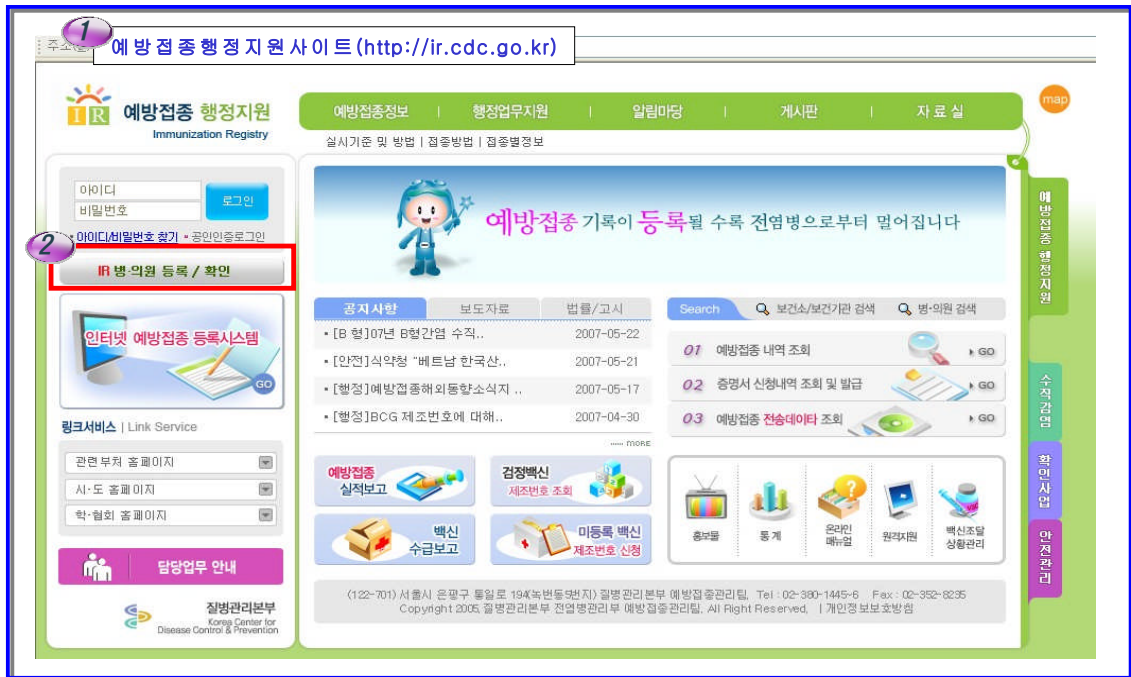 1
주소(
예방접종행정지원사이트(http://ir.cdc.go.kr)
IR 예방접종 행정지원
Immunization Registry
예방접종정보 | 행정업무지원 | 알림마당 | 게시판 | 자료실
map
실시기준 및 방법 | 접종방법 | 접종별정보
아이디
비밀번호
로그인
• 아이디/비밀번호 찾기 • 공인인증로그인
2
IR 병·의원 등록 / 확인
예방접종 기록이 등록될 수록 전염병으로부터 멀어집니다
인터넷 예방접종 등록시스템
GO
링크서비스 | Link Service
관련부처 홈페이지
시·도 홈페이지
학·협회 홈페이지
담당업무 안내
질병관리본부
Korea Center for
Disease Control & Prevention
공지사항 보도자료 법률/고시
• [B 형]07년 B형간염 수직.. 2007-05-22
• [안전]식약청 "베트남 한국산.. 2007-05-21
• [행정]예방접종해외동향소식지 .. 2007-05-17
• [행정]BCG 제조번호에 대해.. 2007-04-30
MORE
Search 보건소/보건기관 검색 병·의원 검색
01 예방접종 내역 조회 GO
02 증명서 신청내역 조회 및 발급 GO
03 예방접종 전송데이타 조회 GO
예방접종
실적보고
검정백신
제조번호 조회
백신
수급보고
미등록 백신
제조번호 신청
홍보물
통계
온라인
매뉴얼
원격지원
백신조달
상황관리
(122-701) 서울시 은평구 통일로 194(녹번동5번지) 질병관리본부 예방접종관리팀, Tel : 02-380-1445~6 Fax : 02-352-8235
Copyright 2005, 질병관리본부 전염병관리부 예방접종관리팀. All Right Reserved, | 개인정보보호방침
예방접종 행정지원
수직감염
확인사업
안전관리